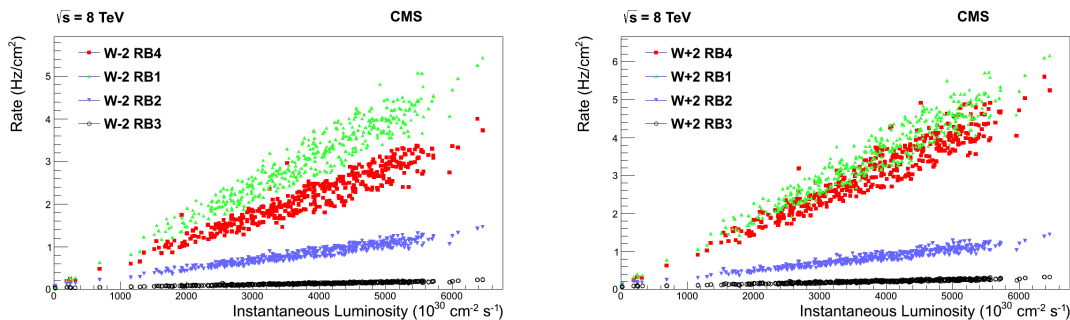 √s = 8 TeV CMS
W-2 RB4
W-2 RB1
W-2 RB2
W-2 RB3
Rate (Hz/cm²)
5
4
3
2
1
0
0 1000 2000 3000 4000 5000 6000
Instantaneous Luminosity (10³⁰ cm⁻² s⁻¹)
√s = 8 TeV CMS
W+2 RB4
W+2 RB1
W+2 RB2
W+2 RB3
Rate (Hz/cm²)
6
5
4
3
2
1
0
0 1000 2000 3000 4000 5000 6000
Instantaneous Luminosity (10³⁰ cm⁻² s⁻¹)